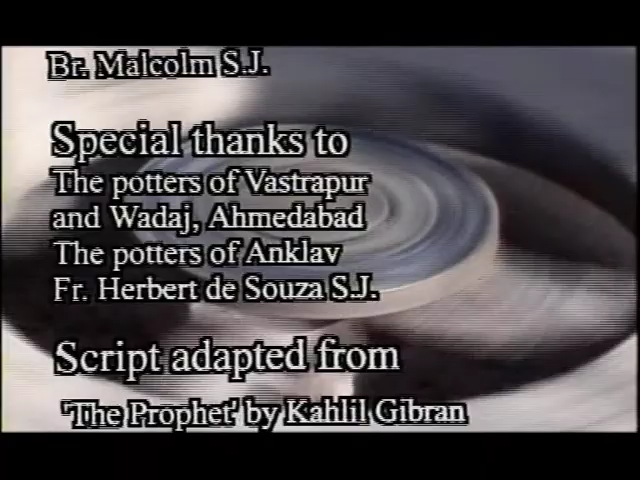 Br. Malcolm S.J.
Special thanks to
The potters of Vastrapur
and Wadaj, Ahmedabad
The potters of Anklav
Fr. Herbert de Souza S.J.
Script adapted from
'The Prophet' by Kahlil Gibran